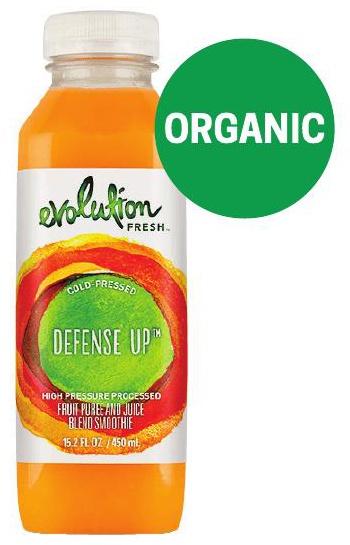 ORGANIC
evolution
FRESH™
COLD-PRESSED
DEFENSE UP™
HIGH PRESSURE PROCESSED
FRUIT PUREE AND JUICE
BLEND SMOOTHIE
15.2 FL OZ / 450 mL